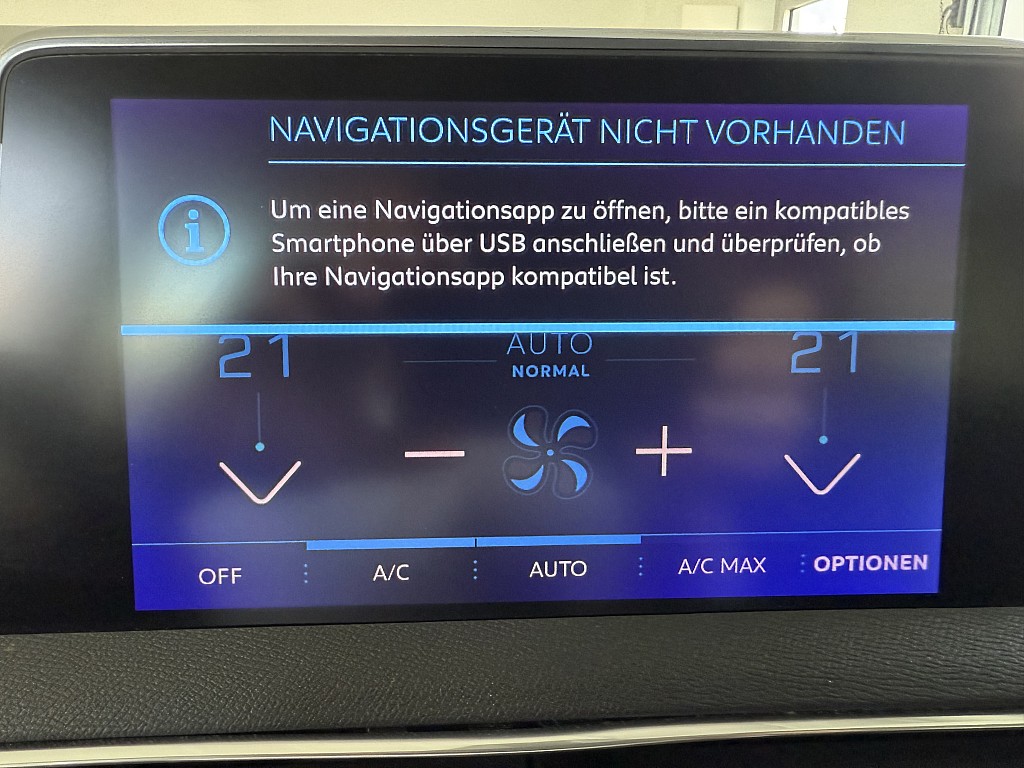 NAVIGATIONSGERÄT NICHT VORHANDEN
Um eine Navigationsapp zu öffnen, bitte ein kompatibles
Smartphone über USB anschließen und überprüfen, ob
Ihre Navigationsapp kompatibel ist.
21 AUTO 21
NORMAL
OFF A/C AUTO A/C MAX OPTIONEN